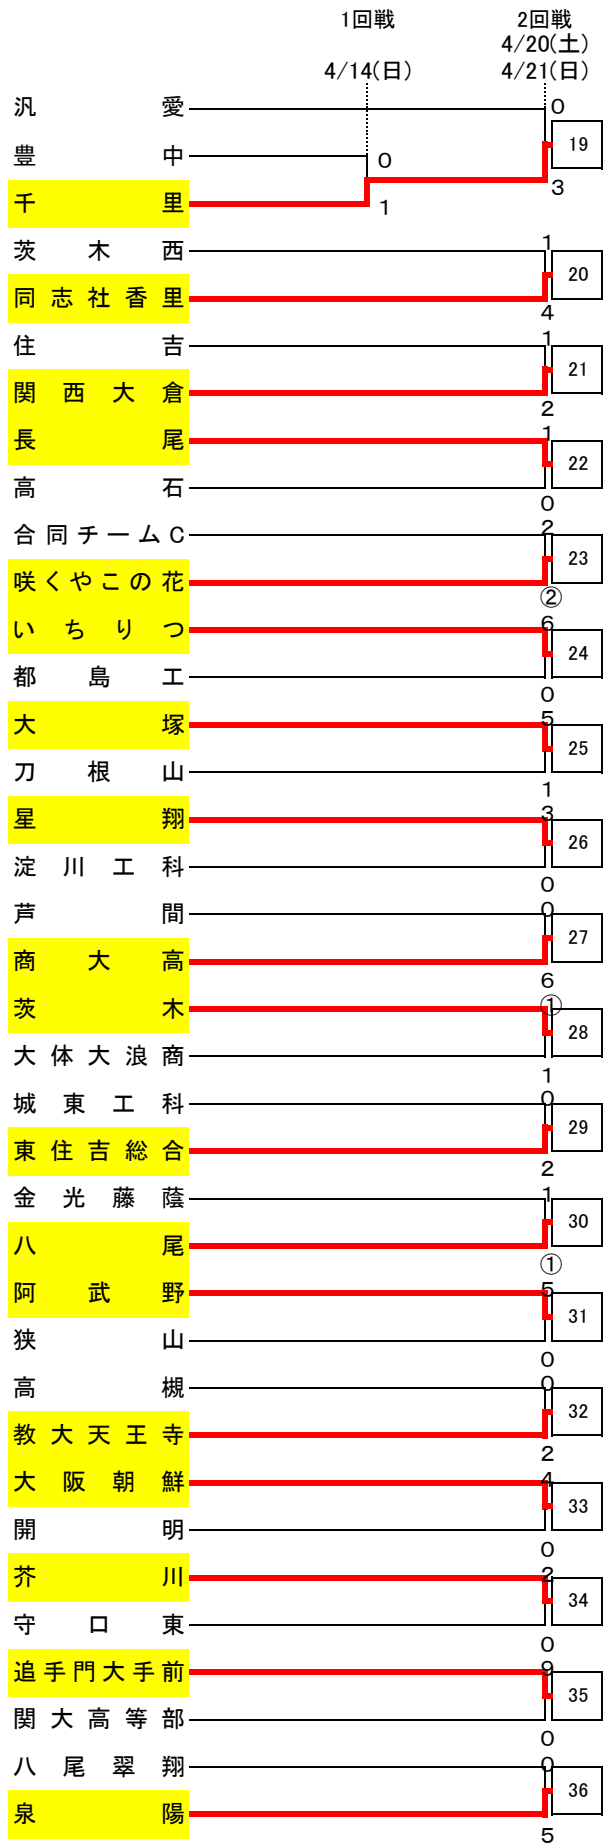 1回戦 2回戦
4/20(土)
4/14(日) 4/21(日)
汎愛 0
19
豊中 0
3
千里 1
茨木西 1
20
同志社香里 4
住吉 1
21
関西大倉 2
長尾 1
22
高石 0
合同チームC 2
23
咲くやこの花 ②
いちりつ 6
24
都島工 0
大塚 5
25
刀根山 1
星翔 3
26
淀川工科 0
芦間 0
27
商大高 6
茨木 ①
28
大体大浪商 1
城東工科 0
29
東住吉総合 2
金光藤蔭 1
30
八尾 ①
阿武野 5
31
狭山 0
高槻 0
32
教大天王寺 2
大阪朝鮮 4
33
開明 0
芥川 2
34
守口東 0
追手門大手前 9
35
関大高等部 0
八尾翠翔 0
36
泉陽 5